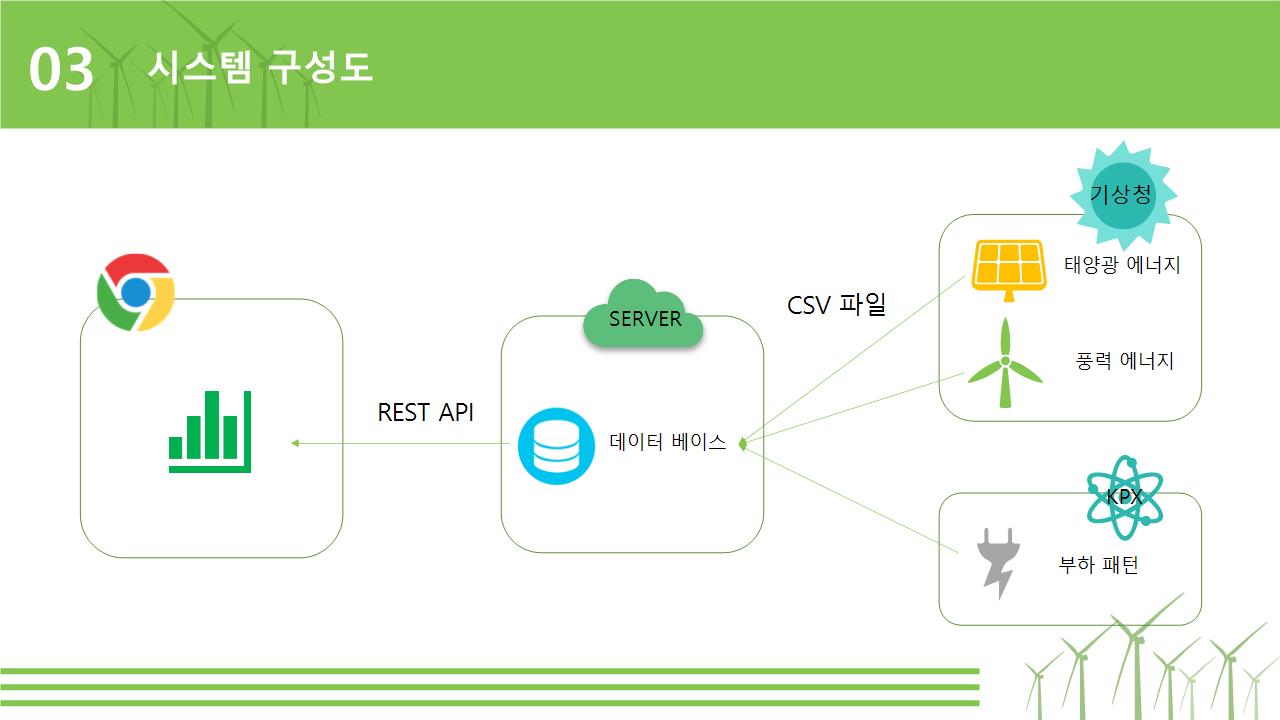 03 시스템 구성도
기상청
태양광 에너지
풍력 에너지
CSV 파일
SERVER
데이터 베이스
REST API
KPX
부하 패턴